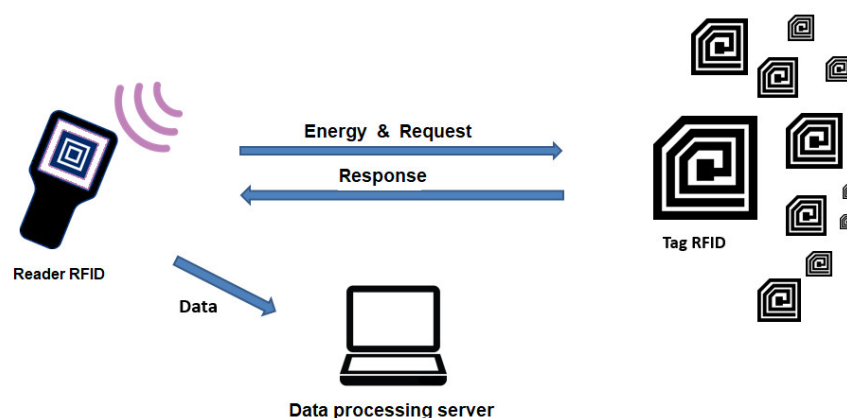 Energy & Request
Response
Tag RFID
Reader RFID
Data
Data processing server